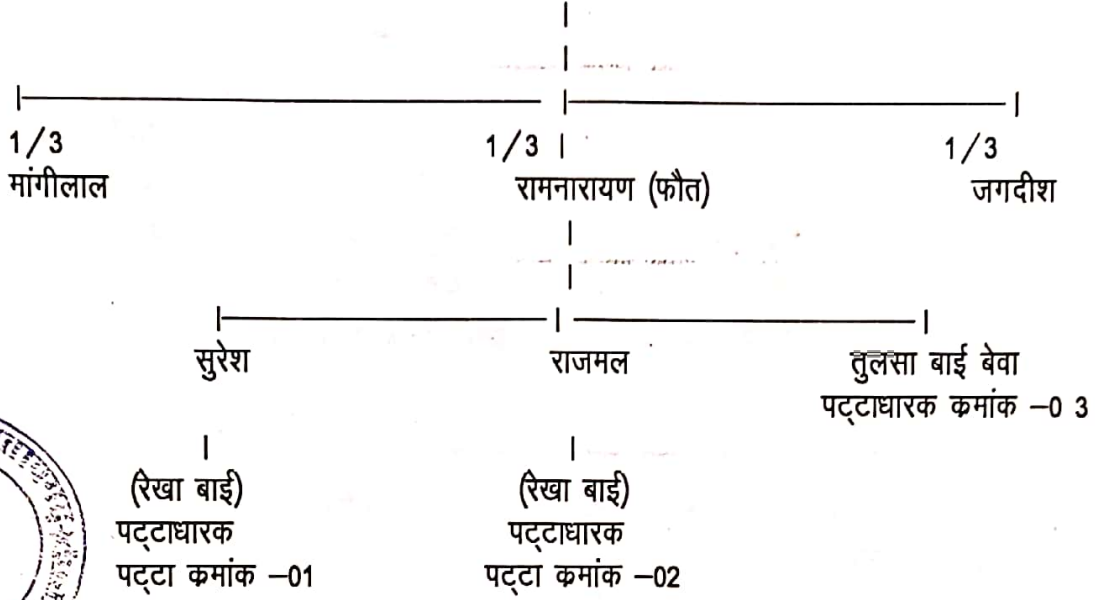 1/3 1/3 1/3
मांगीलाल रामनारायण (फौत) जगदीश
सुरेश राजमल तुलसा बाई बेवा
पट्टाधारक कमांक –0 3
(रेखा बाई) (रेखा बाई)
पट्टाधारक पट्टाधारक
पट्टा कमांक –01 पट्टा कमांक –02